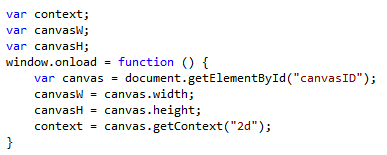 var context;
var canvasW;
var canvasH;
window.onload = function () {
    var canvas = document.getElementById("canvasID");
    canvasW = canvas.width;
    canvasH = canvas.height;
    context = canvas.getContext("2d");
}